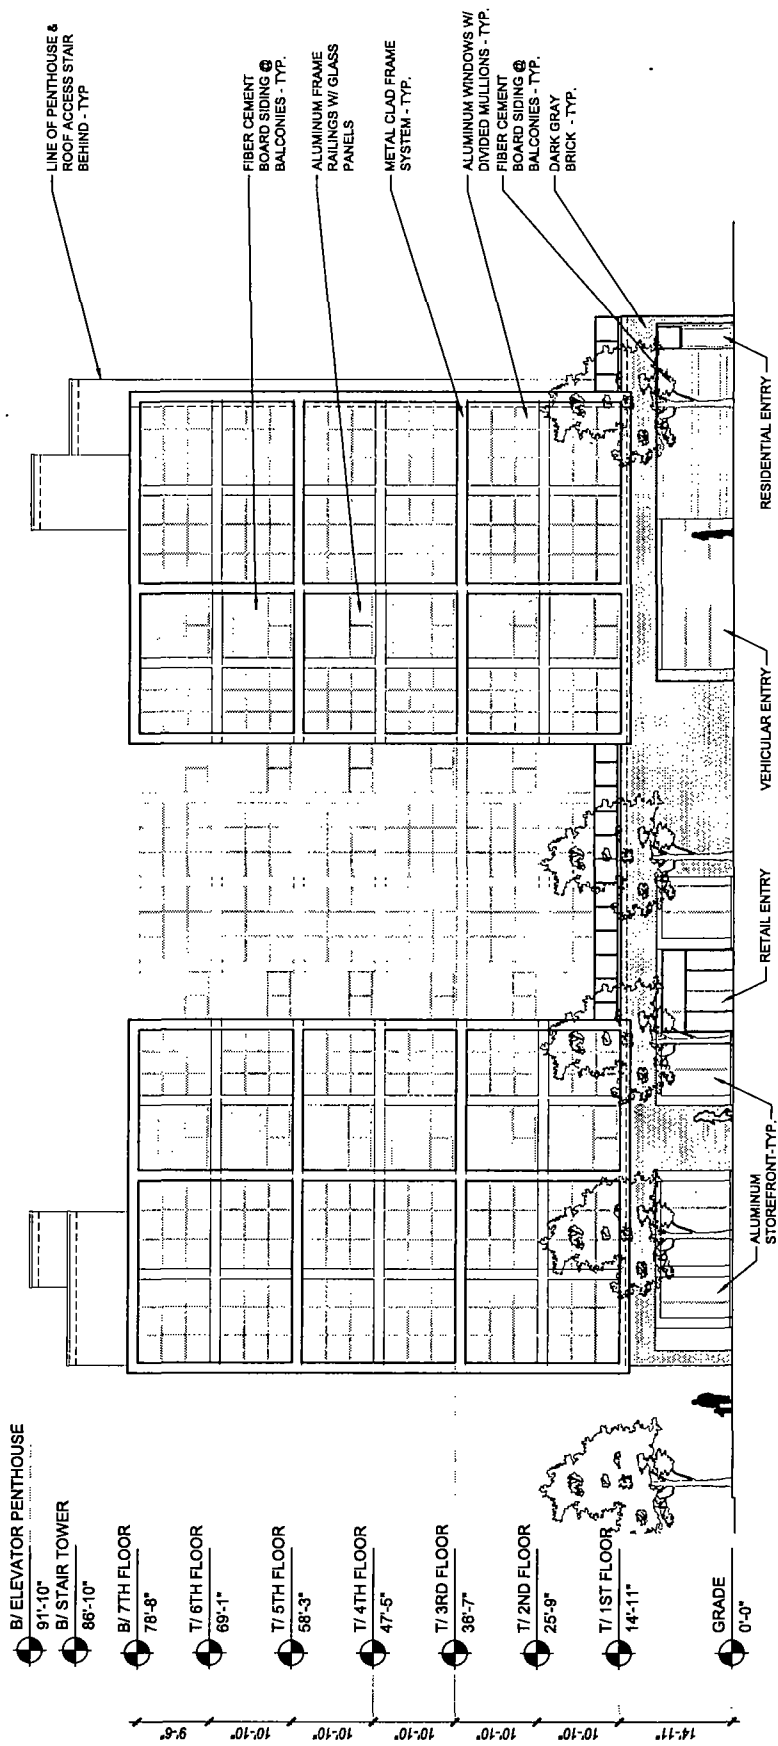 LINE OF PENTHOUSE &
ROOF ACCESS STAIR
BEHIND - TYP
FIBER CEMENT
BOARD SIDING @
BALCONIES - TYP.
ALUMINUM FRAME
RAILINGS W/ GLASS
PANELS
METAL CLAD FRAME
SYSTEM - TYP.
ALUMINUM WINDOWS W/
DIVIDED MULLIONS - TYP.
FIBER CEMENT
BOARD SIDING @
BALCONIES - TYP.
DARK GRAY
BRICK - TYP.
RESIDENTIAL ENTRY
VEHICULAR ENTRY
RETAIL ENTRY
ALUMINUM
STOREFRONT-TYP.
B/ ELEVATOR PENTHOUSE
91'-10"
B/ STAIR TOWER
86'-10"
B/ 7TH FLOOR
78'-8"
T/ 6TH FLOOR
69'-1"
T/ 5TH FLOOR
58'-3"
T/ 4TH FLOOR
47'-5"
T/ 3RD FLOOR
36'-7"
T/ 2ND FLOOR
25'-9"
T/ 1ST FLOOR
14'-11"
GRADE
0'-0"
9'-6"
10'-10"
10'-10"
10'-10"
10'-10"
10'-10"
14'-11"